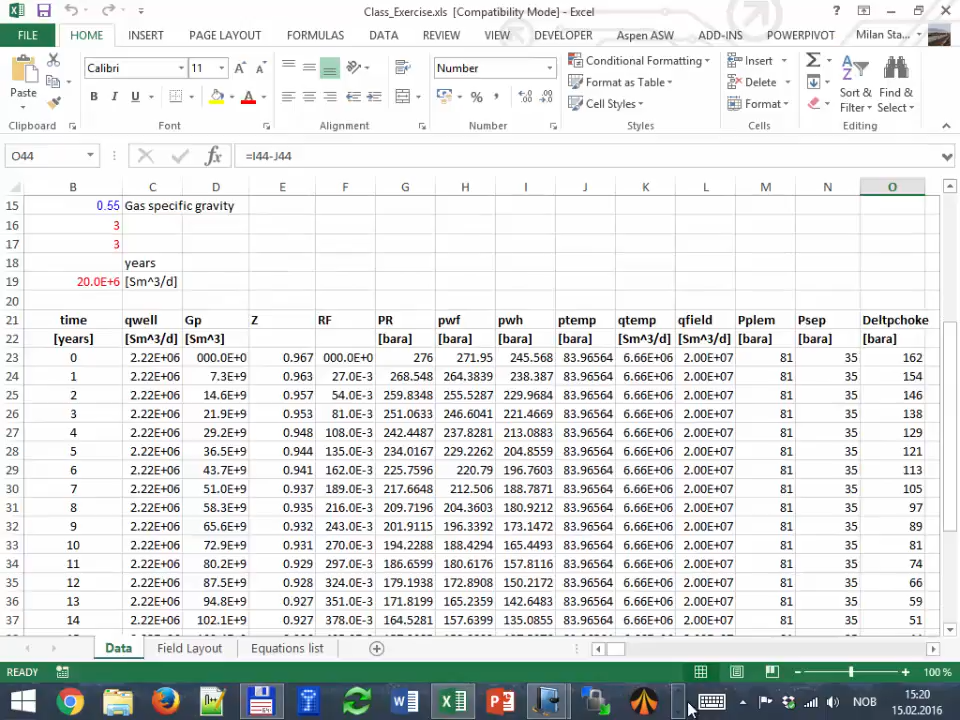 Class_Exercise.xls [Compatibility Mode] - Excel
FILE HOME INSERT PAGE LAYOUT FORMULAS DATA REVIEW VIEW DEVELOPER Aspen ASW ADD-INS POWERPIVOT Milan Sta...
Calibri 11 Number Conditional Formatting Insert
Paste Format as Table Delete Sort & Find &
B I U Cell Styles Format Filter Select
Clipboard Font Alignment Number Styles Cells Editing
O44 =I44-J44
B C D E F G H I J K L M N O
15 0.55 Gas specific gravity
16 3
17 3
18 years
19 20.0E+6 [Sm^3/d]
20
21 time qwell Gp Z RF PR pwf pwh ptemp qtemp qfield Pplem Psep Deltpchoke
22 [years] [Sm^3/d] [Sm^3] [bara] [bara] [bara] [bara] [Sm^3/d] [Sm^3/d] [bara] [bara] [bara]
23 0 2.22E+06 000.0E+0 0.967 000.0E+0 276 271.95 245.568 83.96564 6.66E+06 2.00E+07 81 35 162
24 1 2.22E+06 7.3E+9 0.963 27.0E-3 268.548 264.3839 238.387 83.96564 6.66E+06 2.00E+07 81 35 154
25 2 2.22E+06 14.6E+9 0.957 54.0E-3 259.8348 255.5287 229.9684 83.96564 6.66E+06 2.00E+07 81 35 146
26 3 2.22E+06 21.9E+9 0.953 81.0E-3 251.0633 246.6041 221.4669 83.96564 6.66E+06 2.00E+07 81 35 138
27 4 2.22E+06 29.2E+9 0.948 108.0E-3 242.4487 237.8281 213.0883 83.96564 6.66E+06 2.00E+07 81 35 129
28 5 2.22E+06 36.5E+9 0.944 135.0E-3 234.0167 229.2262 204.8559 83.96564 6.66E+06 2.00E+07 81 35 121
29 6 2.22E+06 43.7E+9 0.941 162.0E-3 225.7596 220.79 196.7603 83.96564 6.66E+06 2.00E+07 81 35 113
30 7 2.22E+06 51.0E+9 0.937 189.0E-3 217.6648 212.506 188.7871 83.96564 6.66E+06 2.00E+07 81 35 105
31 8 2.22E+06 58.3E+9 0.935 216.0E-3 209.7196 204.3603 180.9212 83.96564 6.66E+06 2.00E+07 81 35 97
32 9 2.22E+06 65.6E+9 0.932 243.0E-3 201.9115 196.3392 173.1472 83.96564 6.66E+06 2.00E+07 81 35 89
33 10 2.22E+06 72.9E+9 0.931 270.0E-3 194.2288 188.4294 165.4493 83.96564 6.66E+06 2.00E+07 81 35 81
34 11 2.22E+06 80.2E+9 0.929 297.0E-3 186.6599 180.6176 157.8116 83.96564 6.66E+06 2.00E+07 81 35 74
35 12 2.22E+06 87.5E+9 0.928 324.0E-3 179.1938 172.8908 150.2172 83.96564 6.66E+06 2.00E+07 81 35 66
36 13 2.22E+06 94.8E+9 0.927 351.0E-3 171.8199 165.2359 142.6483 83.96564 6.66E+06 2.00E+07 81 35 59
37 14 2.22E+06 102.1E+9 0.927 378.0E-3 164.5281 157.6399 135.0855 83.96564 6.66E+06 2.00E+07 81 35 51
Data Field Layout Equations list
READY 100 %
NOB 15:20
15.02.2016